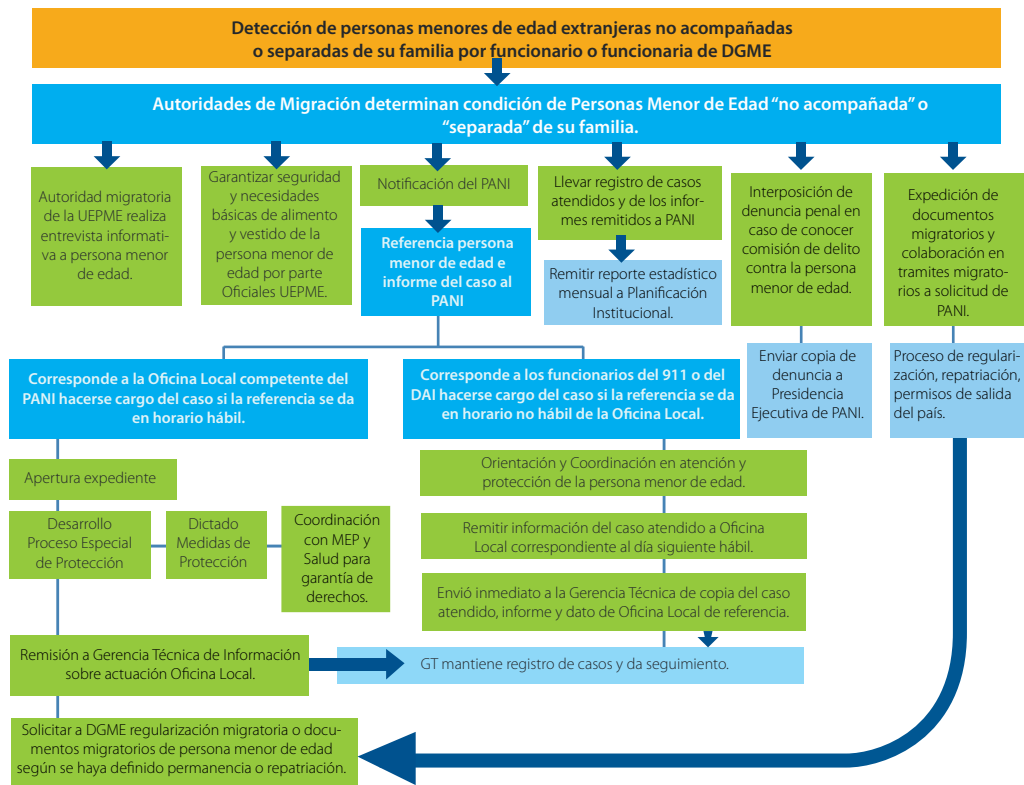 Detección de personas menores de edad extranjeras no acompañadas
o separadas de su familia por funcionario o funcionaria de DGME
Autoridades de Migración determinan condición de Personas Menor de Edad “no acompañada” o
“separada” de su familia.
Autoridad migratoria
de la UEPME realiza
entrevista informati-
va a persona menor
de edad.
Garantizar seguridad
y necesidades
básicas de alimento
y vestido de la
persona menor de
edad por parte
Oficiales UEPME.
Notificación del PANI
Referencia persona
menor de edad e
informe del caso al
PANI
Llevar registro de casos
atendidos y de los infor-
mes remitidos a PANI
Remitir reporte estadístico
mensual a Planificación
Institucional.
Interposición de
denuncia penal en
caso de conocer
comisión de delito
contra la persona
menor de edad.
Enviar copia de
denuncia a
Presidencia
Ejecutiva de PANI.
Expedición de
documentos
migratorios y
colaboración en
tramites migrato-
rios a solicitud de
PANI.
Proceso de regulari-
zación, repatriación,
permisos de salida
del país.
Corresponde a la Oficina Local competente del
PANI hacerse cargo del caso si la referencia se da
en horario hábil.
Corresponde a los funcionarios del 911 o del
DAI hacerse cargo del caso si la referencia se da
en horario no hábil de la Oficina Local.
Apertura expediente
Desarrollo
Proceso Especial
de Protección
Dictado
Medidas de
Protección
Coordinación
con MEP y
Salud para
garantía de
derechos.
Orientación y Coordinación en atención y
protección de la persona menor de edad.
Remitir información del caso atendido a Oficina
Local correspondiente al día siguiente hábil.
Envió inmediato a la Gerencia Técnica de copia del caso
atendido, informe y dato de Oficina Local de referencia.
Remisión a Gerencia Técnica de Información
sobre actuación Oficina Local.
GT mantiene registro de casos y da seguimiento.
Solicitar a DGME regularización migratoria o docu-
mentos migratorios de persona menor de edad
según se haya definido permanencia o repatriación.